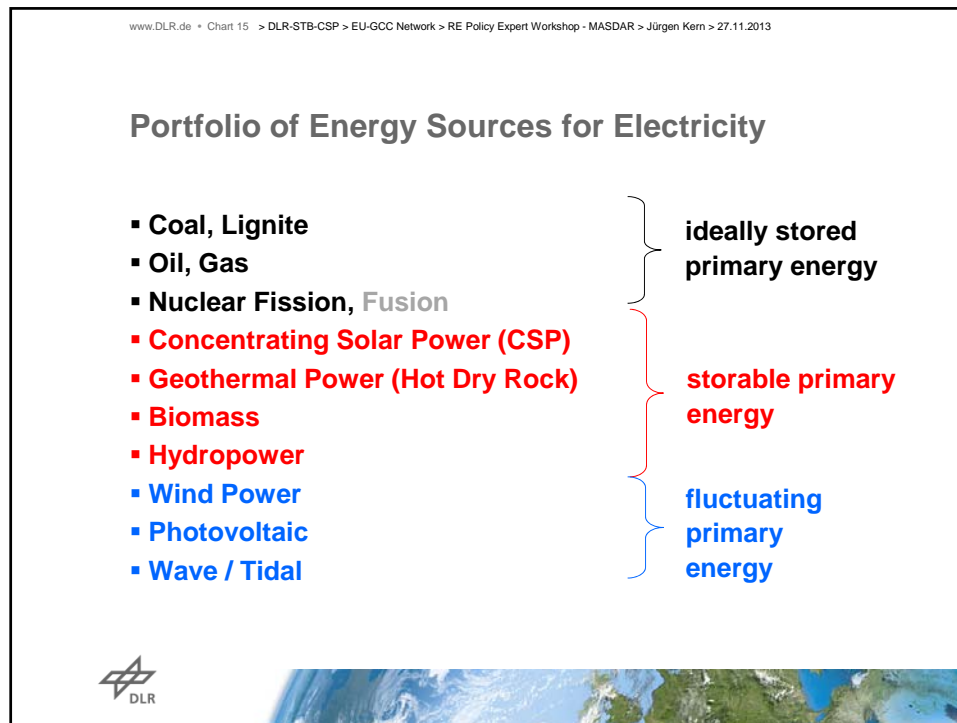 www.DLR.de • Chart 15 > DLR-STB-CSP > EU-GCC Network > RE Policy Expert Workshop - MASDAR > Jürgen Kern > 27.11.2013
Portfolio of Energy Sources for Electricity
▪ Coal, Lignite
▪ Oil, Gas
▪ Nuclear Fission, Fusion
▪ Concentrating Solar Power (CSP)
▪ Geothermal Power (Hot Dry Rock)
▪ Biomass
▪ Hydropower
▪ Wind Power
▪ Photovoltaic
▪ Wave / Tidal
ideally stored
primary energy
storable primary
energy
fluctuating
primary
energy
DLR